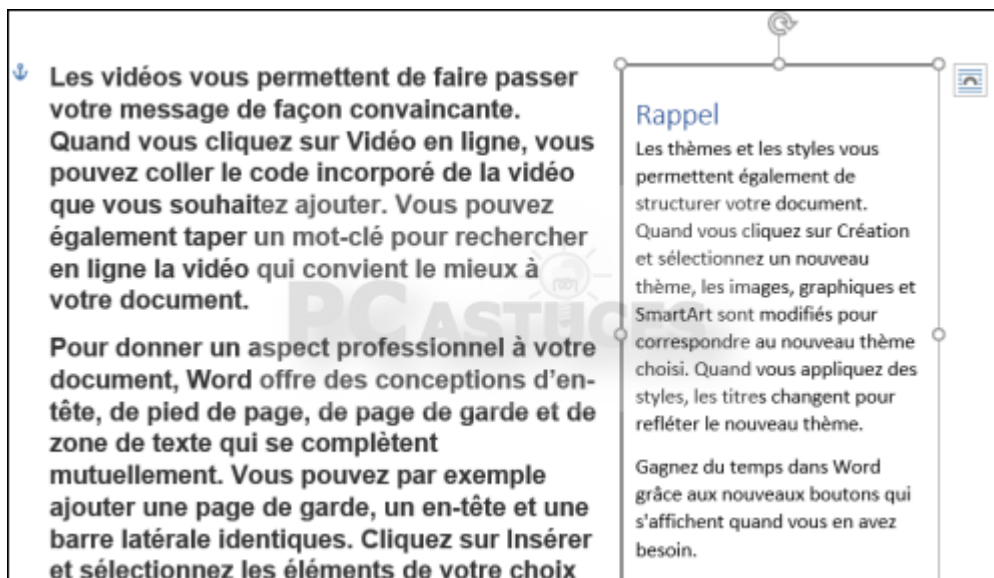 Les vidéos vous permettent de faire passer
votre message de façon convaincante.
Quand vous cliquez sur Vidéo en ligne, vous
pouvez coller le code incorporé de la vidéo
que vous souhaitez ajouter. Vous pouvez
également taper un mot-clé pour rechercher
en ligne la vidéo qui convient le mieux à
votre document.
Pour donner un aspect professionnel à votre
document, Word offre des conceptions d'en-
tête, de pied de page, de page de garde et de
zone de texte qui se complètent
mutuellement. Vous pouvez par exemple
ajouter une page de garde, un en-tête et une
barre latérale identiques. Cliquez sur Insérer
et sélectionnez les éléments de votre choix
Rappel
Les thèmes et les styles vous
permettent également de
structurer votre document.
Quand vous cliquez sur Création
et sélectionnez un nouveau
thème, les images, graphiques et
SmartArt sont modifiés pour
correspondre au nouveau thème
choisi. Quand vous appliquez des
styles, les titres changent pour
refléter le nouveau thème.
Gagnez du temps dans Word
grâce aux nouveaux boutons qui
s'affichent quand vous en avez
besoin.
PC ASTUCES